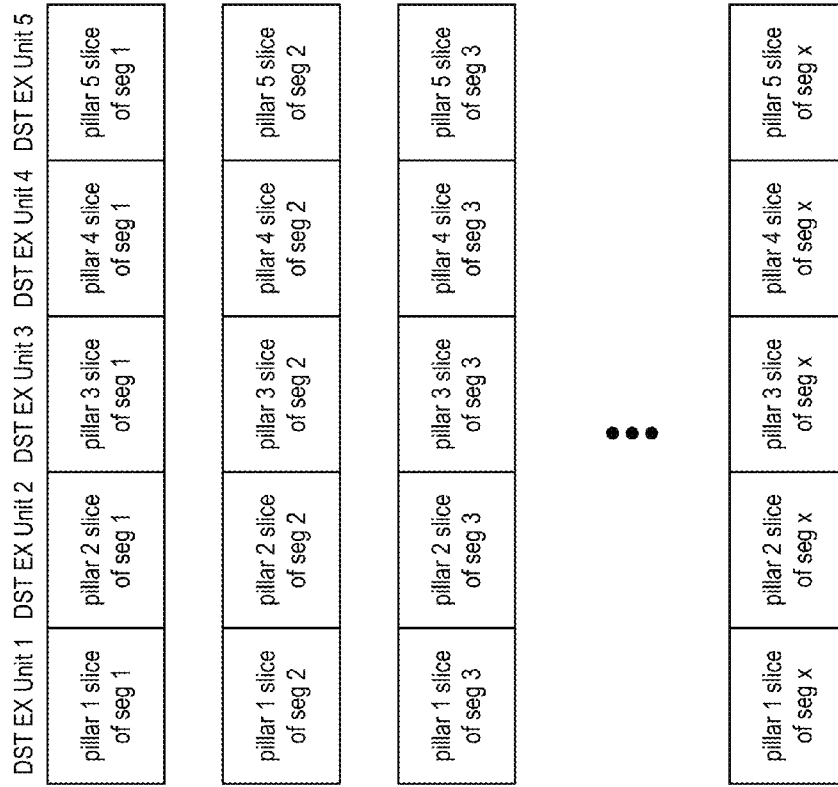 DST EX Unit 1
DST EX Unit 2
DST EX Unit 3
DST EX Unit 4
DST EX Unit 5
pillar 1 slice
of seg 1
pillar 2 slice
of seg 1
pillar 3 slice
of seg 1
pillar 4 slice
of seg 1
pillar 5 slice
of seg 1
pillar 1 slice
of seg 2
pillar 2 slice
of seg 2
pillar 3 slice
of seg 2
pillar 4 slice
of seg 2
pillar 5 slice
of seg 2
pillar 1 slice
of seg 3
pillar 2 slice
of seg 3
pillar 3 slice
of seg 3
pillar 4 slice
of seg 3
pillar 5 slice
of seg 3
pillar 1 slice
of seg x
pillar 2 slice
of seg x
pillar 3 slice
of seg x
pillar 4 slice
of seg x
pillar 5 slice
of seg x